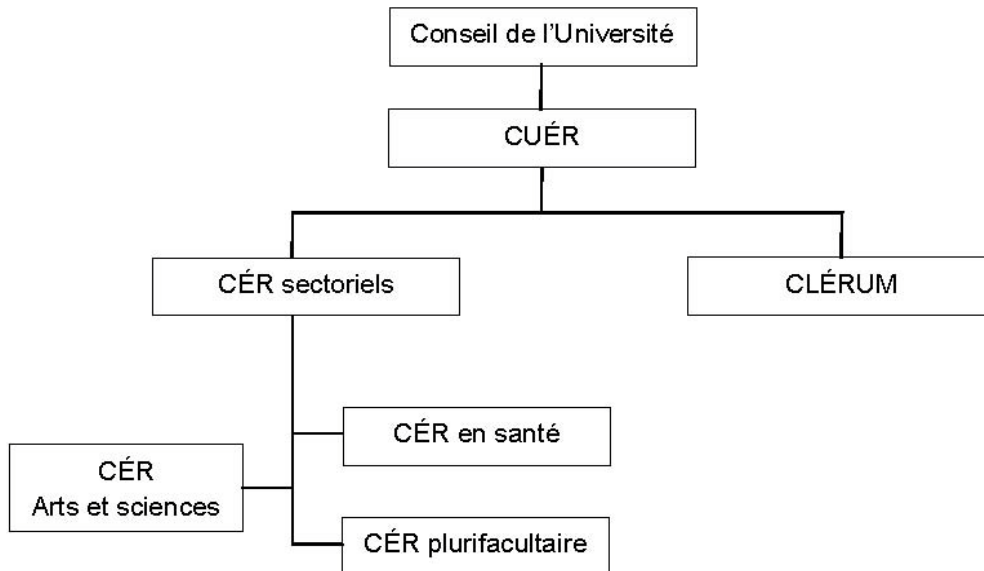 Conseil de l'Université
CUÉR
CÉR sectoriels
CLÉRUM
CÉR en santé
CÉR
Arts et sciences
CÉR plurifacultaire